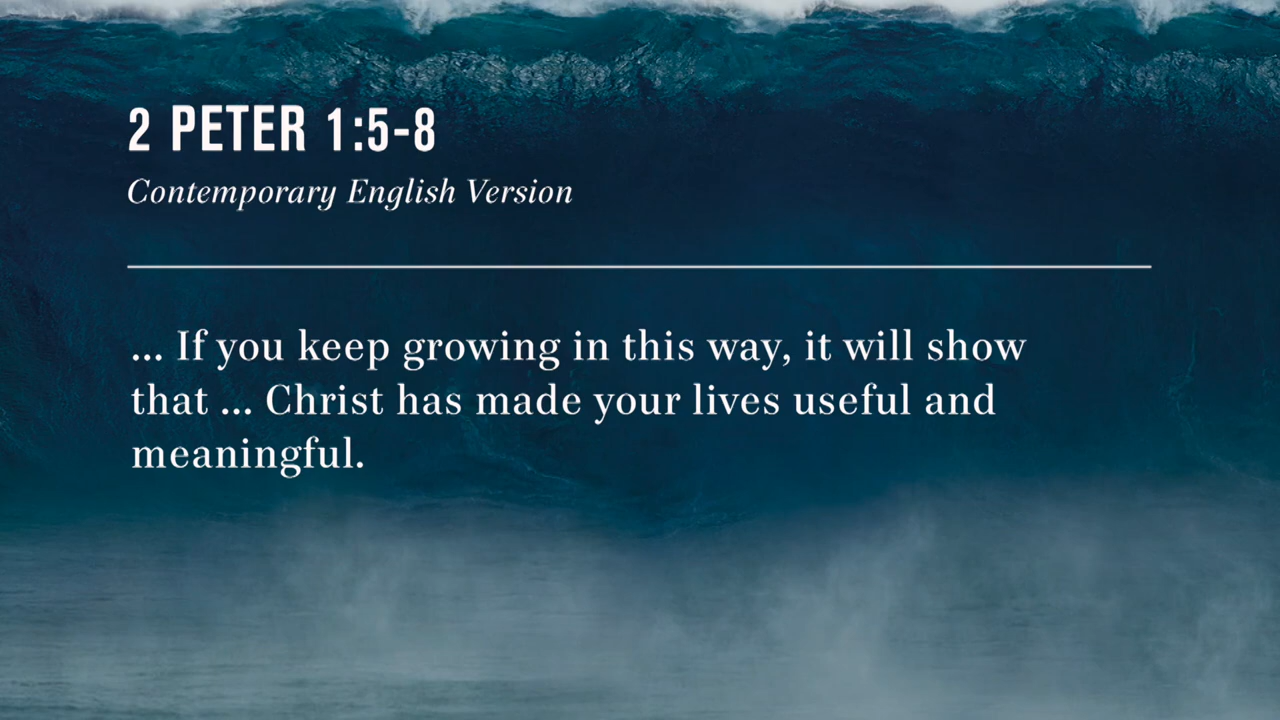 2 PETER 1:5-8
Contemporary English Version
... If you keep growing in this way, it will show
that ... Christ has made your lives useful and
meaningful.